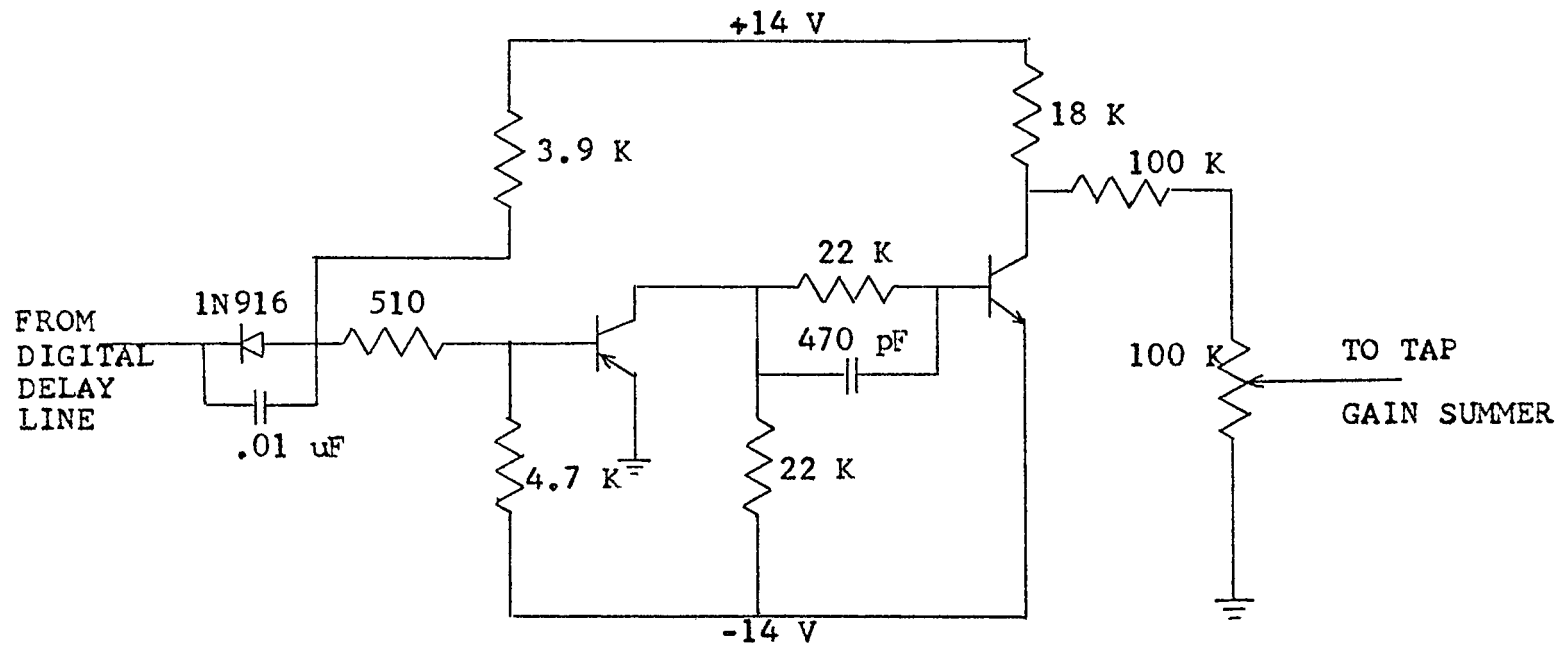 +14 V
18 K
3.9 K
100 K
22 K
1N916
510
FROM
DIGITAL
DELAY
LINE
470 pF
100 K
TO TAP
GAIN SUMMER
.01 uF
4.7 K
22 K
-14 V